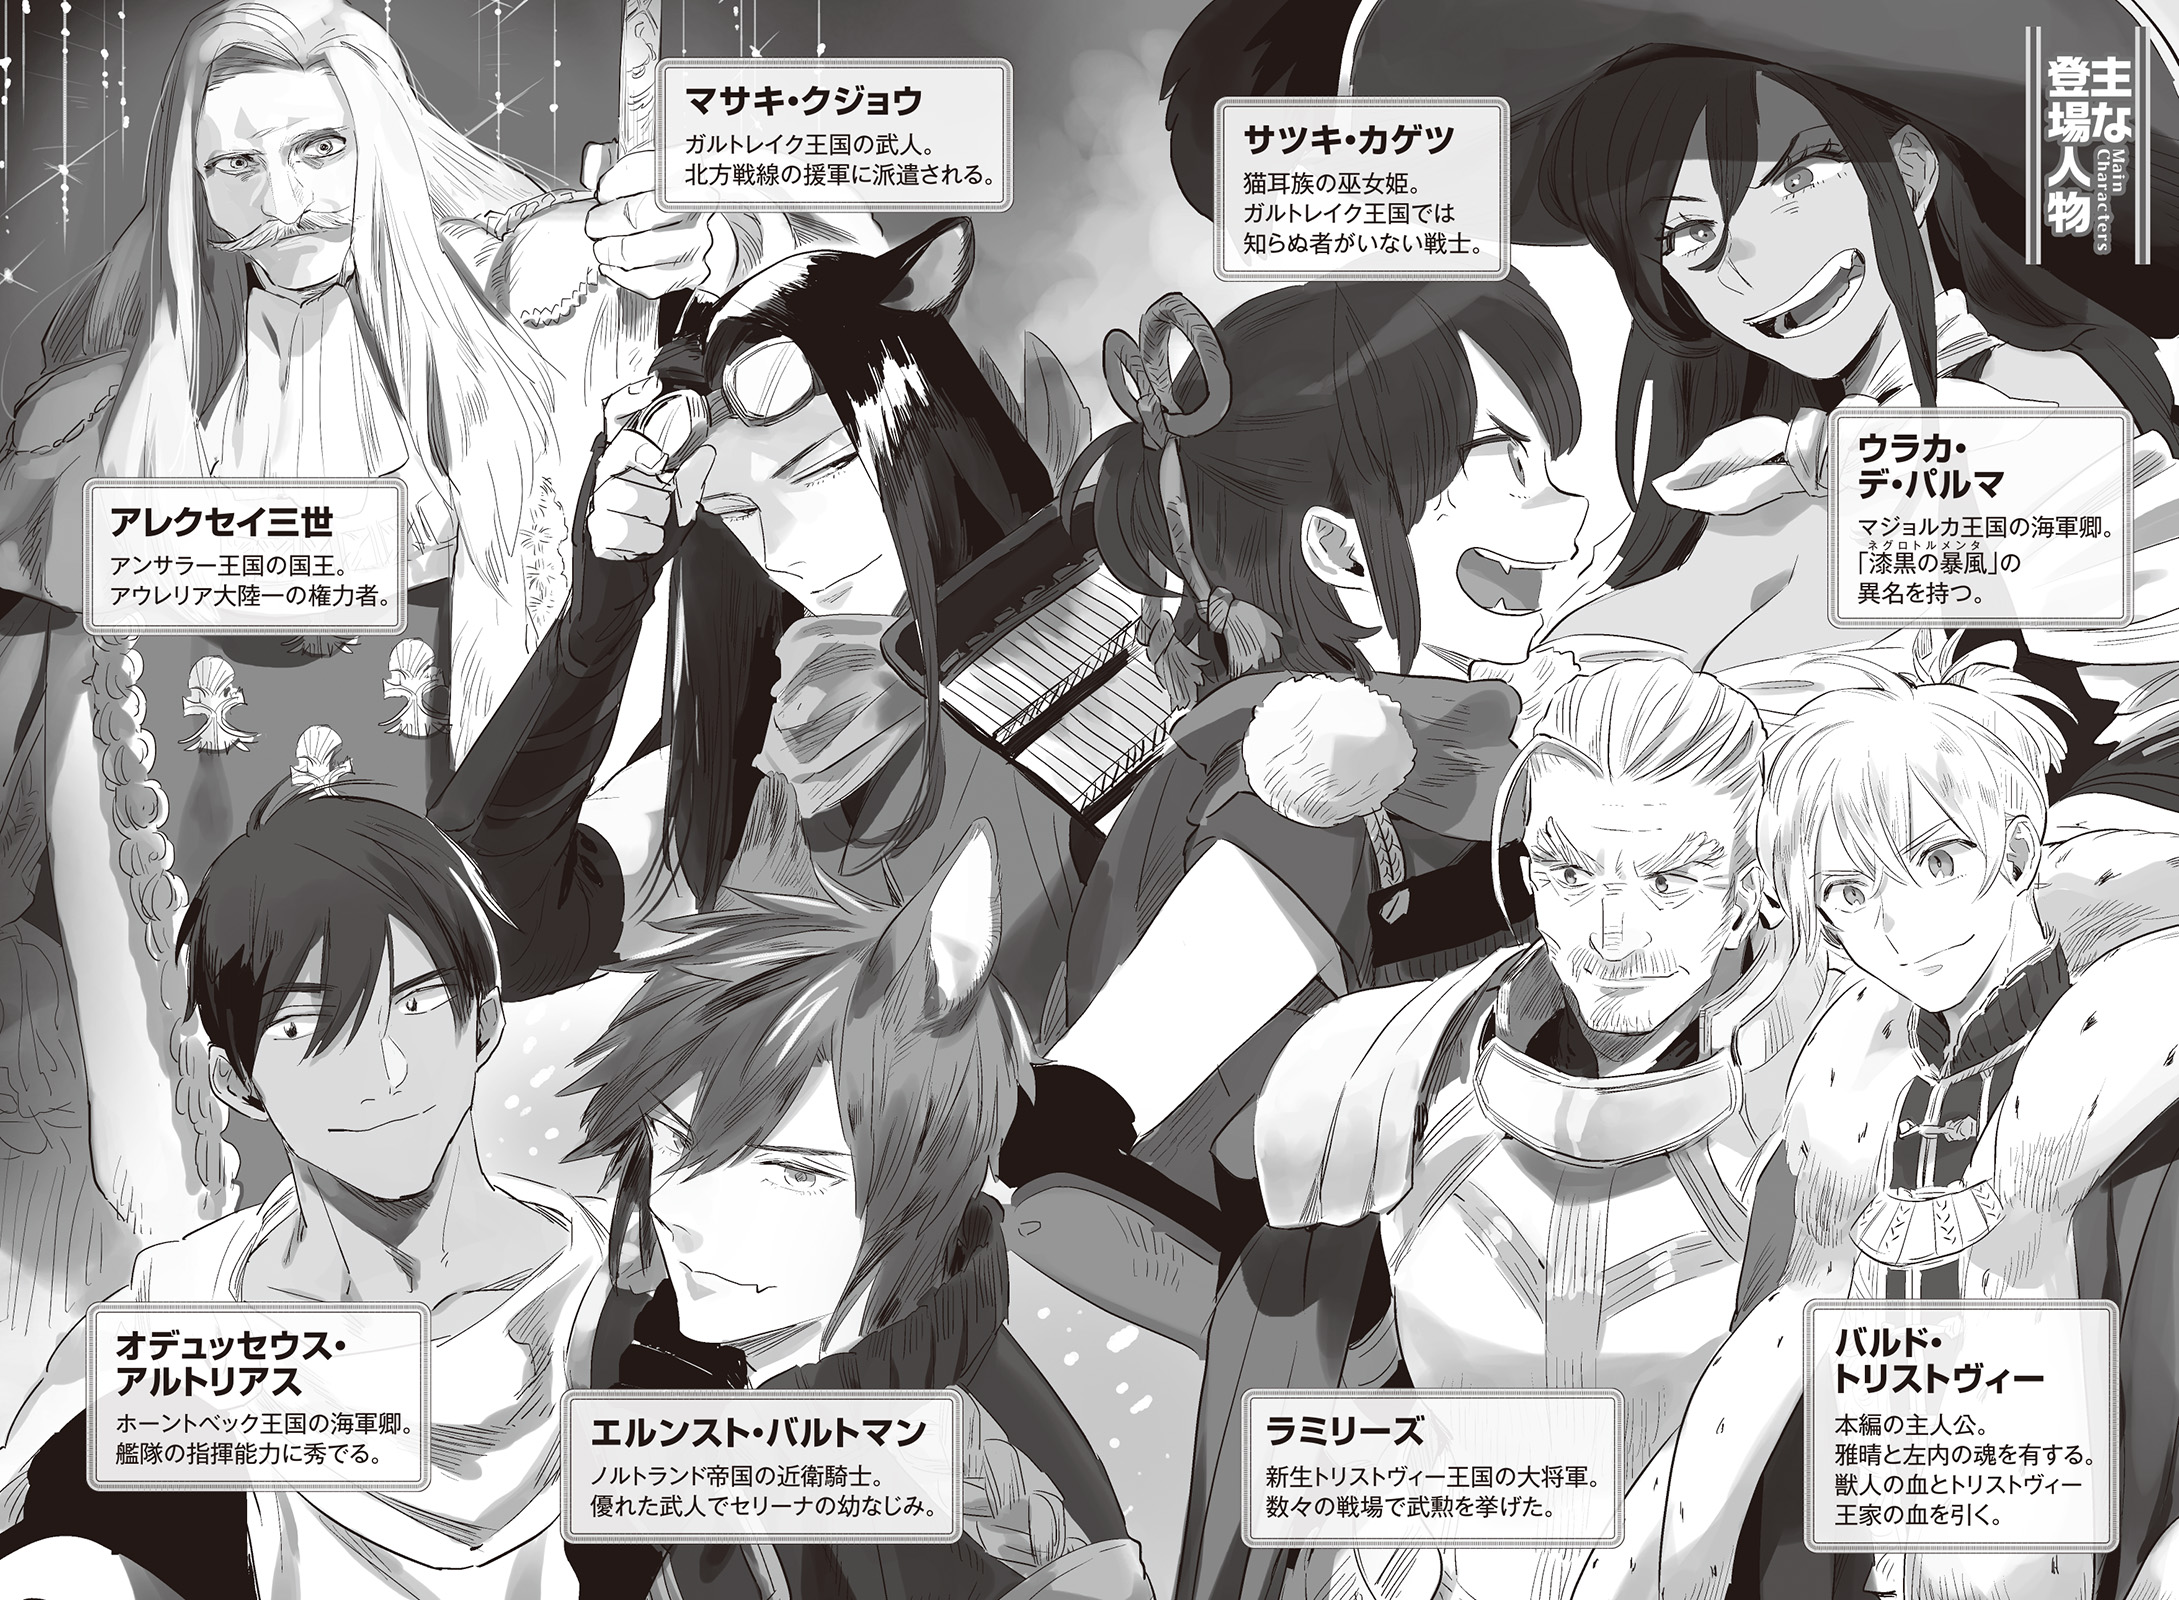 主な
登場人物
Main
Characters
ウラカ・
デ・パルマ
マジョルカ王国の海軍卿。
ネグロトルメンタ
「漆黒の暴風」の
異名を持つ。
サツキ・カゲツ
猫耳族の巫女姫。
ガルトレイク王国では
知らぬ者がいない戦士。
マサキ・クジョウ
ガルトレイク王国の武人。
北方戦線の援軍に派遣される。
アレクセイ三世
アンサラー王国の国王。
アウレリア大陸一の権力者。
バルド・
トリストヴィー
本編の主人公。
雅晴と左内の魂を有する。
獣人の血とトリストヴィー
王家の血を引く。
ラミリーズ
新生トリストヴィー王国の大将軍。
数々の戦場で武勲を挙げた。
エルンスト・バルトマン
ノルトランド帝国の近衛騎士。
優れた武人でセリーナの幼なじみ。
オデュッセウス・
アルトリアス
ホーントベック王国の海軍卿。
艦隊の指揮能力に秀でる。